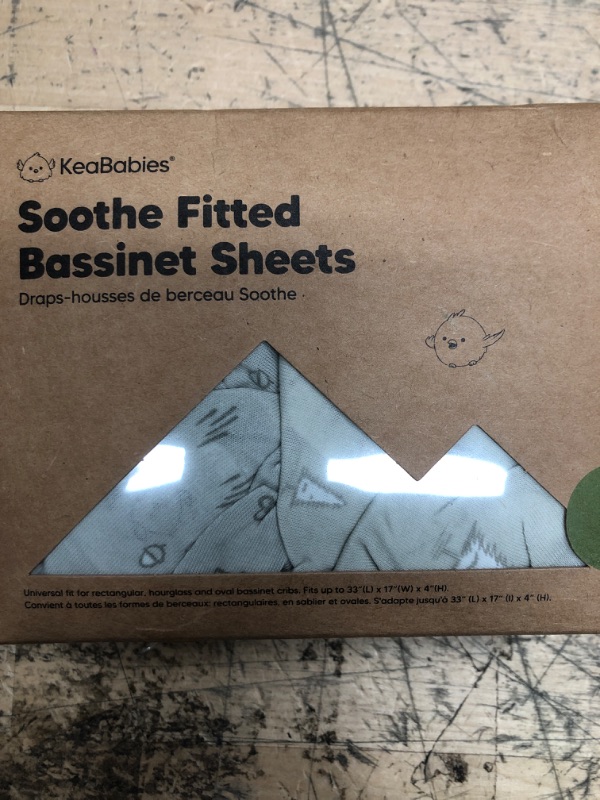 KeaBabies®
Soothe Fitted
Bassinet Sheets
Draps-housses de berceau Soothe
Universal fit for rectangular, hourglass and oval bassinet cribs. Fits up to 33"(L) x 17"(W) x 4"(H).
Convient à toutes les formes de berceaux: rectangulaires, en sablier et ovales. S'adapte jusqu'à 33" (L) x 17" (l) x 4" (H).